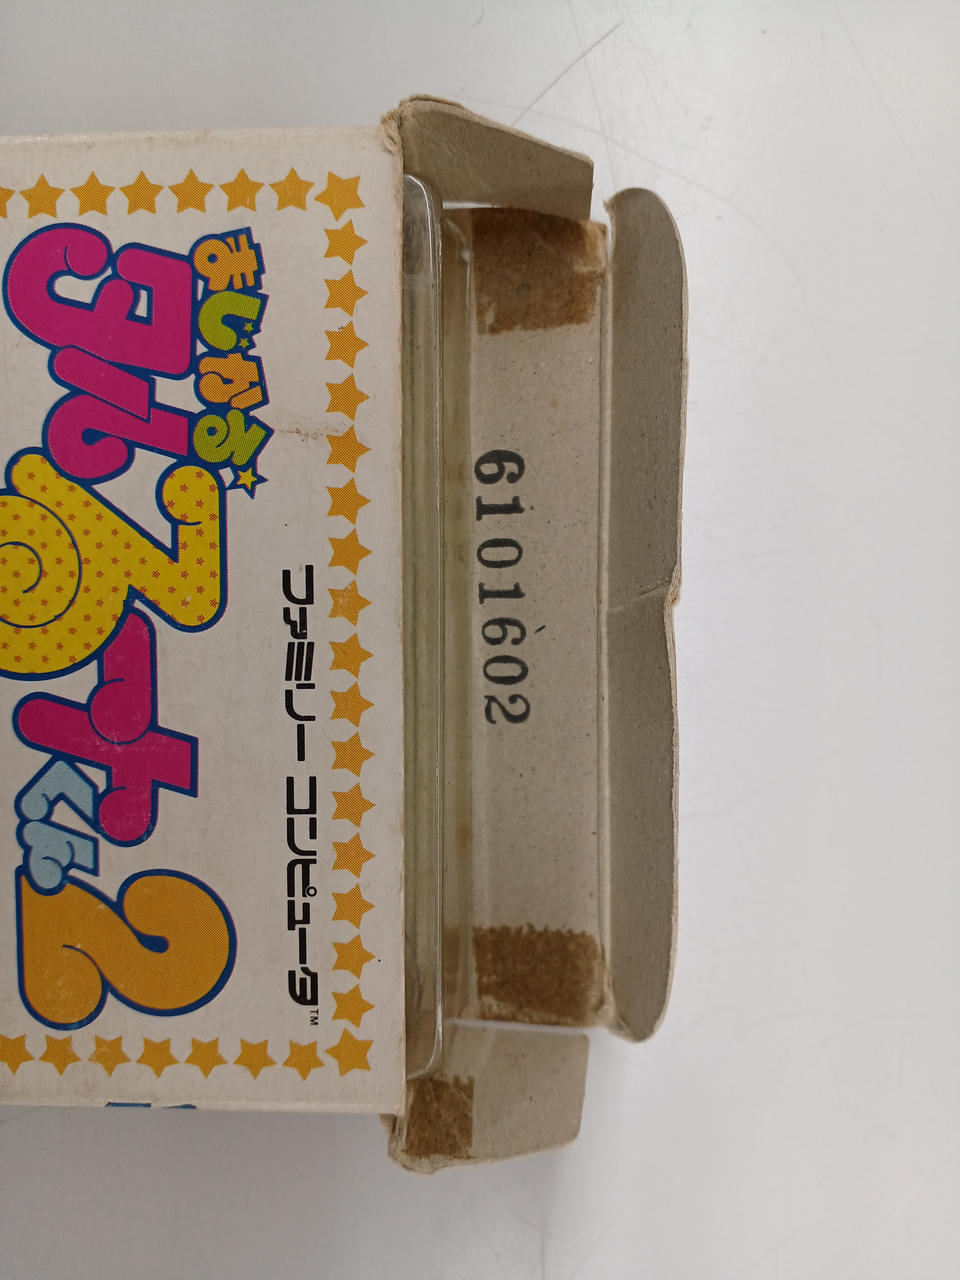 まじかる☆
タルるートくん2
ファミリー コンピュータ™
6101602